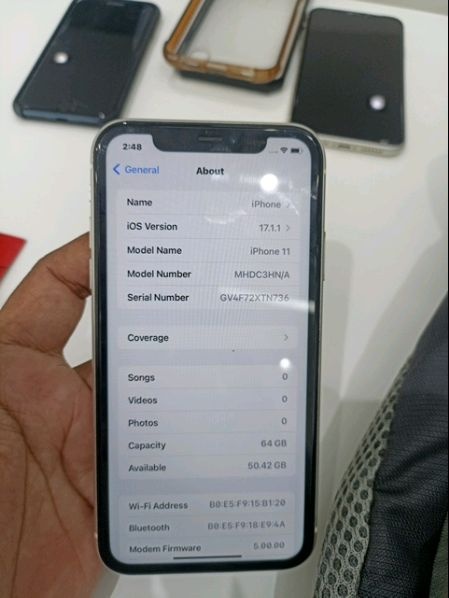 2:48
General About
Name iPhone
iOS Version 17.1.1
Model Name iPhone 11
Model Number MHDC3HN/A
Serial Number GV4F72XTN736
Coverage
Songs 0
Videos 0
Photos 0
Capacity 64 GB
Available 50.42 GB
Wi-Fi Address B0:E5:F9:15:B1:20
Bluetooth B0:E5:F9:18:E9:4A
Modem Firmware 5.00.00